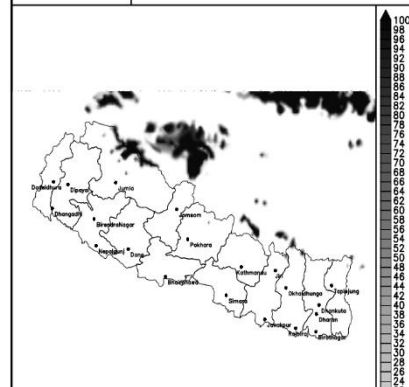 100
98
96
94
92
90
88
86
84
82
80
78
76
74
72
70
68
66
64
62
60
58
56
54
52
50
48
46
44
42
40
38
36
34
32
30
28
26
24
Dadeldhura
Dipayal
Jumla
Dhangadhi
Birendranagar
Jomsom
Pokhara
Nepalgunj
Dang
Bhairahawa
Kathmandu
Jiri
Simara
Okhaldhunga
Taplejung
Dhankuta
Dharan
Janakpur
Rajbiraj
Biratnagar